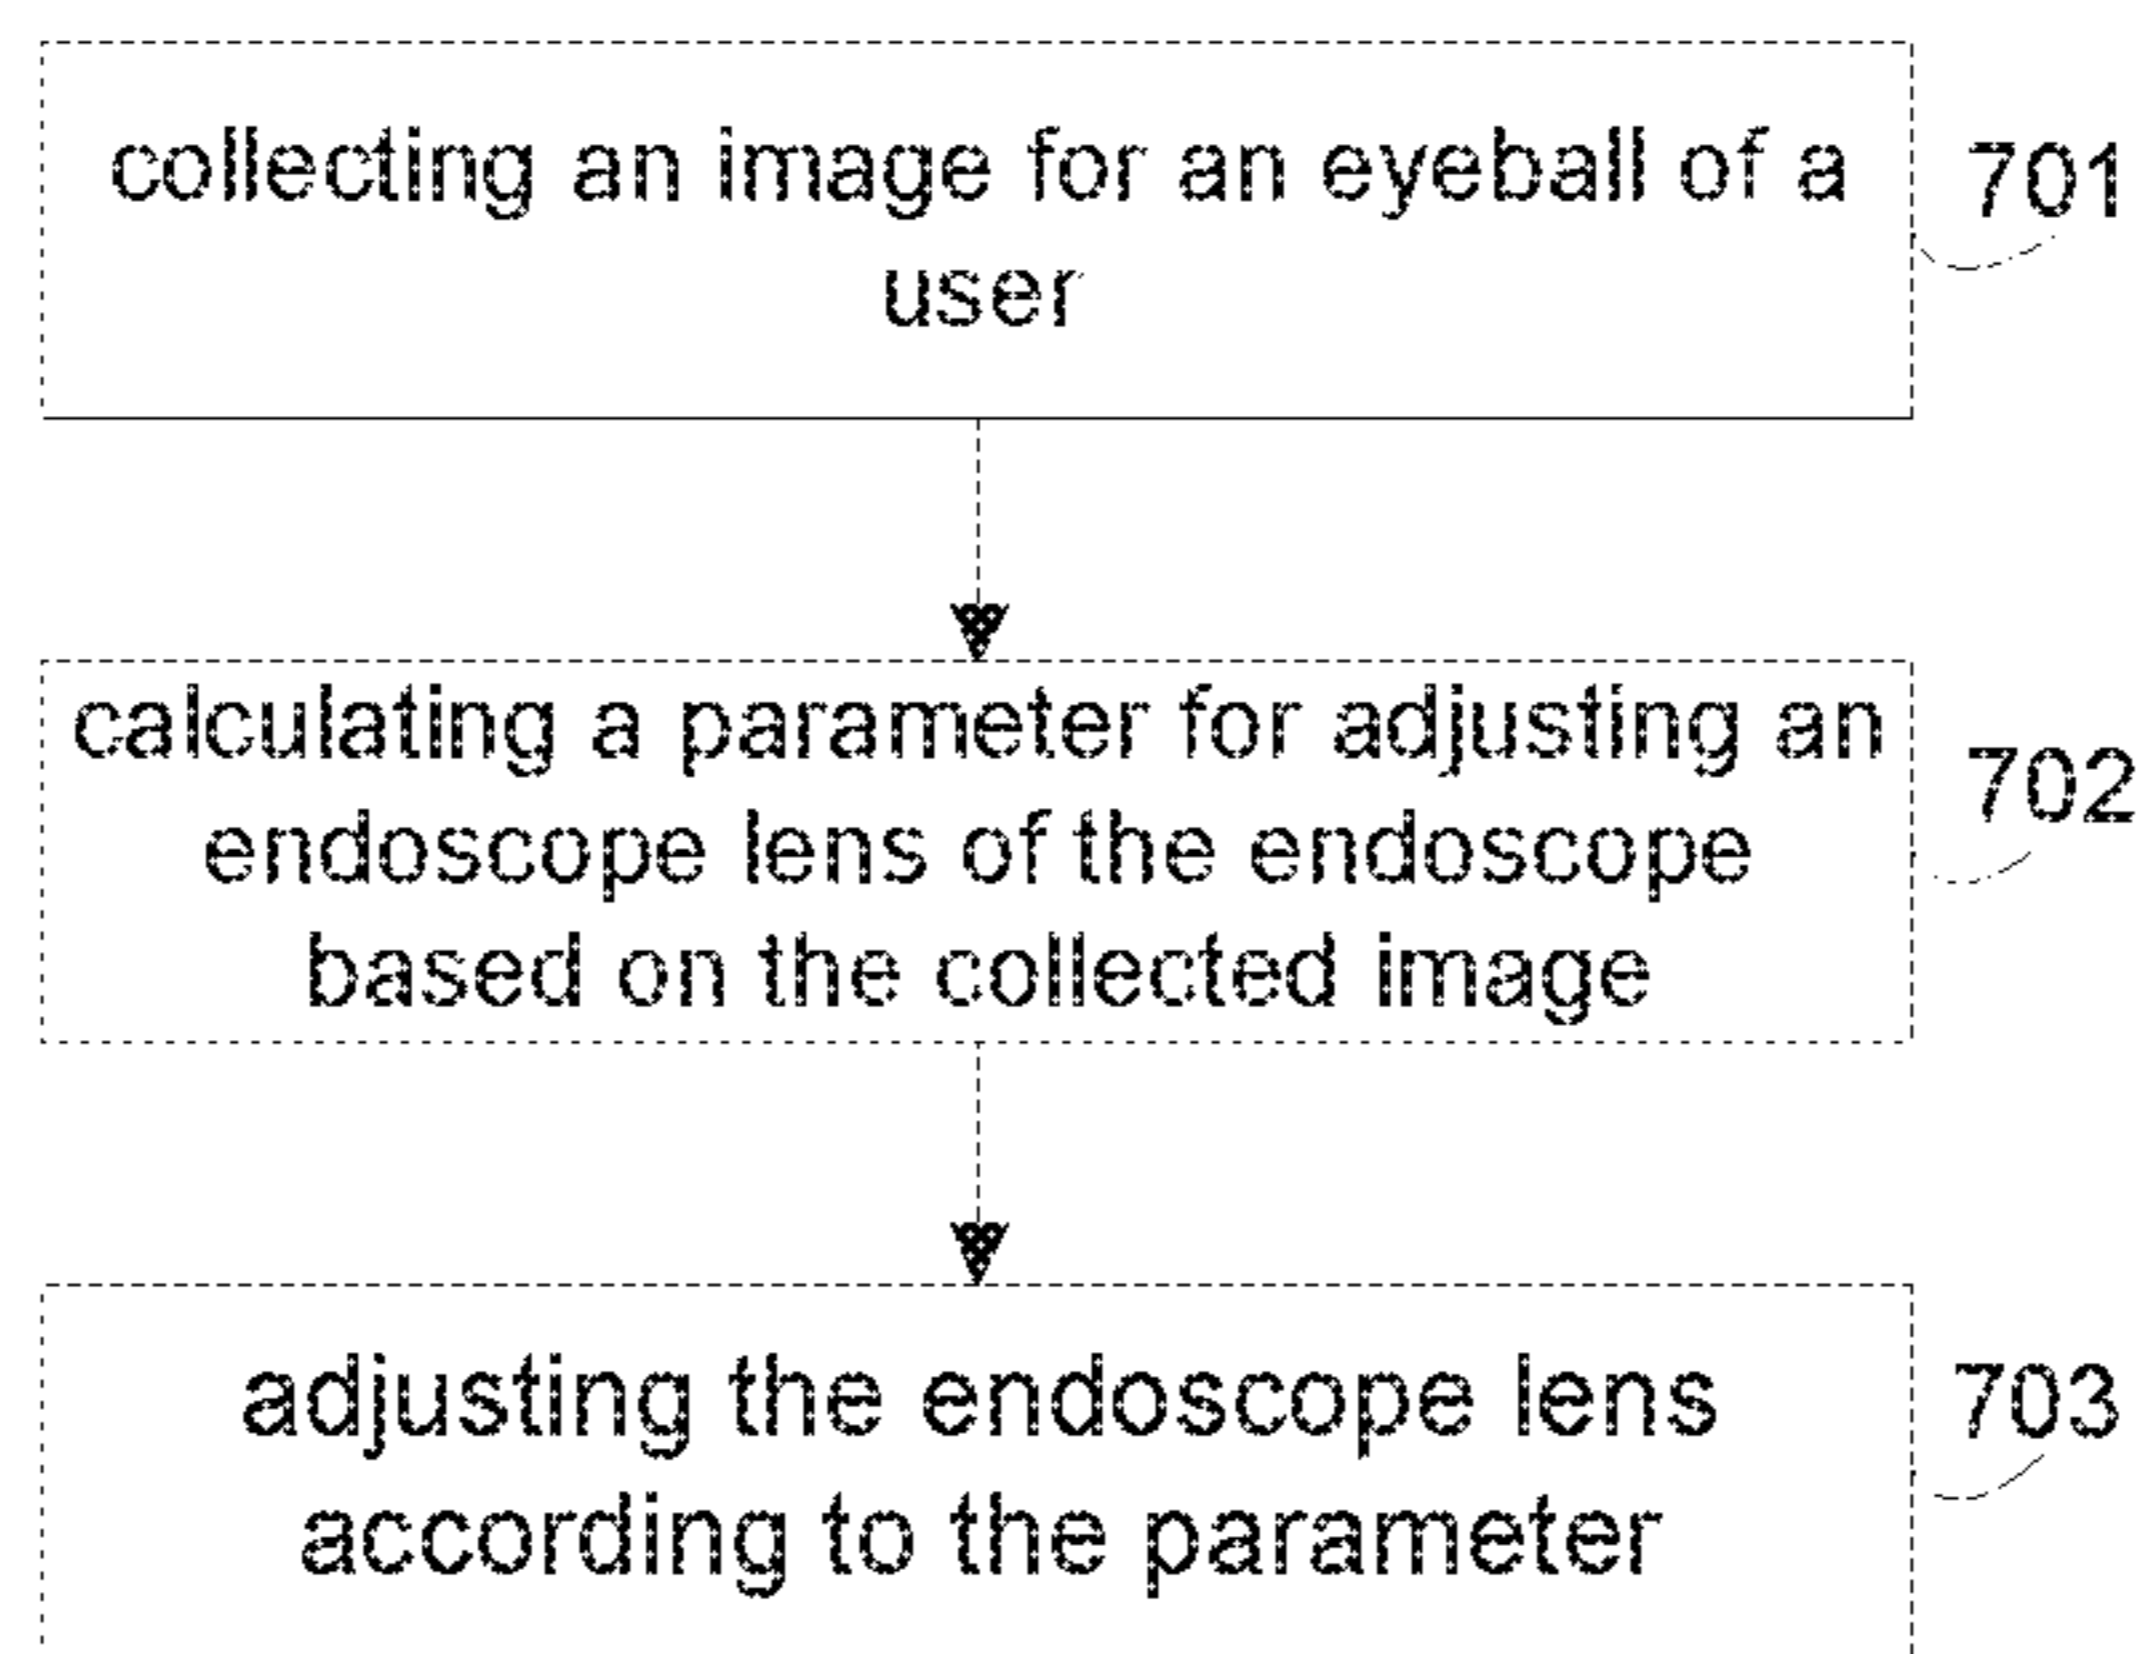 collecting an image for an eyeball of a
user
701
calculating a parameter for adjusting an
endoscope lens of the endoscope
based on the collected image
702
adjusting the endoscope lens
according to the parameter
703